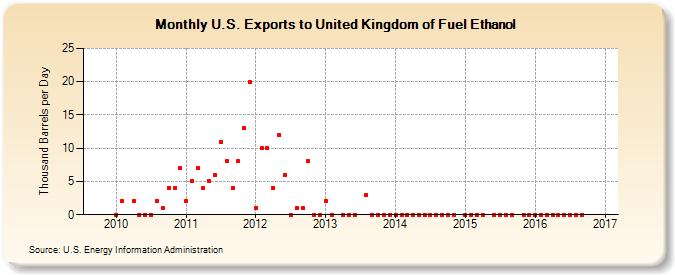 Monthly U.S. Exports to United Kingdom of Fuel Ethanol
Thousand Barrels per Day
25
20
15
10
5
0
2010 2011 2012 2013 2014 2015 2016 2017
Source: U.S. Energy Information Administration